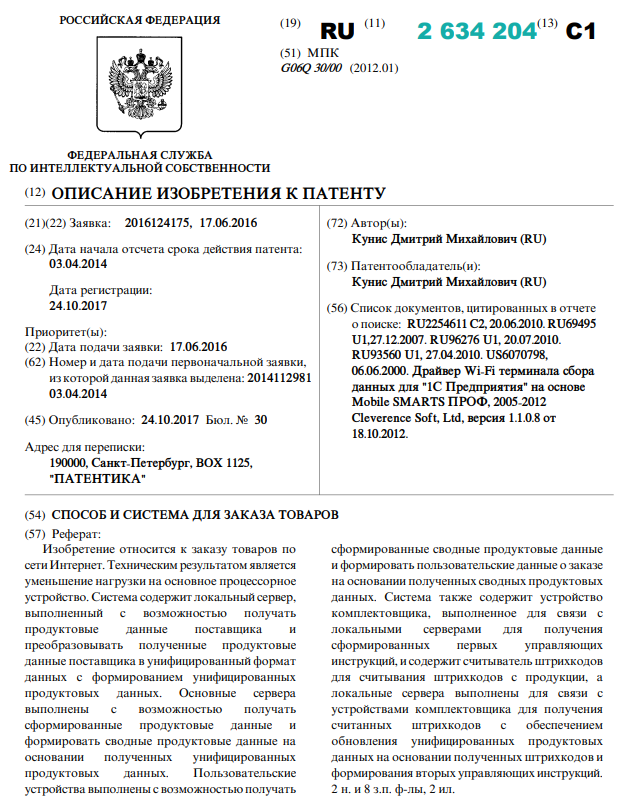 РОССИЙСКАЯ ФЕДЕРАЦИЯ
ФЕДЕРАЛЬНАЯ СЛУЖБА
ПО ИНТЕЛЛЕКТУАЛЬНОЙ СОБСТВЕННОСТИ
(19) RU (11) 2 634 204 (13) C1
(51) МПК
G06Q 30/00 (2012.01)
(12) ОПИСАНИЕ ИЗОБРЕТЕНИЯ К ПАТЕНТУ
(21)(22) Заявка: 2016124175, 17.06.2016
(24) Дата начала отсчета срока действия патента:
03.04.2014
Дата регистрации:
24.10.2017
Приоритет(ы):
(22) Дата подачи заявки: 17.06.2016
(62) Номер и дата подачи первоначальной заявки,
из которой данная заявка выделена: 2014112981
03.04.2014
(45) Опубликовано: 24.10.2017 Бюл. № 30
Адрес для переписки:
190000, Санкт-Петербург, BOX 1125,
"ПАТЕНТИКА"
(72) Автор(ы):
Кунис Дмитрий Михайлович (RU)
(73) Патентообладатель(и):
Кунис Дмитрий Михайлович (RU)
(56) Список документов, цитированных в отчете
о поиске: RU2254611 C2, 20.06.2010. RU69495
U1,27.12.2007. RU96276 U1, 20.07.2010.
RU93560 U1, 27.04.2010. US6070798,
06.06.2000. Драйвер Wi-Fi терминала сбора
данных для "1С Предприятия" на основе
Mobile SMARTS ПРОФ, 2005-2012
Cleverence Soft, Ltd, версия 1.1.0.8 от
18.10.2012.
(54) СПОСОБ И СИСТЕМА ДЛЯ ЗАКАЗА ТОВАРОВ
(57) Реферат:
Изобретение относится к заказу товаров по
сети Интернет. Техническим результатом является
уменьшение нагрузки на основное процессорное
устройство. Система содержит локальный сервер,
выполненный с возможностью получать
продуктовые данные поставщика и
преобразовывать полученные продуктовые
данные поставщика в унифицированный формат
данных с формированием унифицированных
продуктовых данных. Основные сервера
выполнены с возможностью получать
сформированные продуктовые данные и
формировать сводные продуктовые данные на
основании полученных унифицированных
продуктовых данных. Пользовательские
устройства выполнены с возможностью получать
сформированные сводные продуктовые данные
и формировать пользовательские данные о заказе
на основании полученных сводных продуктовых
данных. Система также содержит устройство
комплектовщика, выполненное для связи с
локальными серверами для получения
сформированных первых управляющих
инструкций, и содержит считыватель штрихкодов
для считывания штрихкодов с продукции, а
локальные сервера выполнены для связи с
устройствами комплектовщика для получения
считанных штрихкодов с обеспечением
обновления унифицированных продуктовых
данных на основании полученных штрихкодов и
формирования вторых управляющих инструкций.
2 н. и 8 з.п. ф-лы, 2 ил.